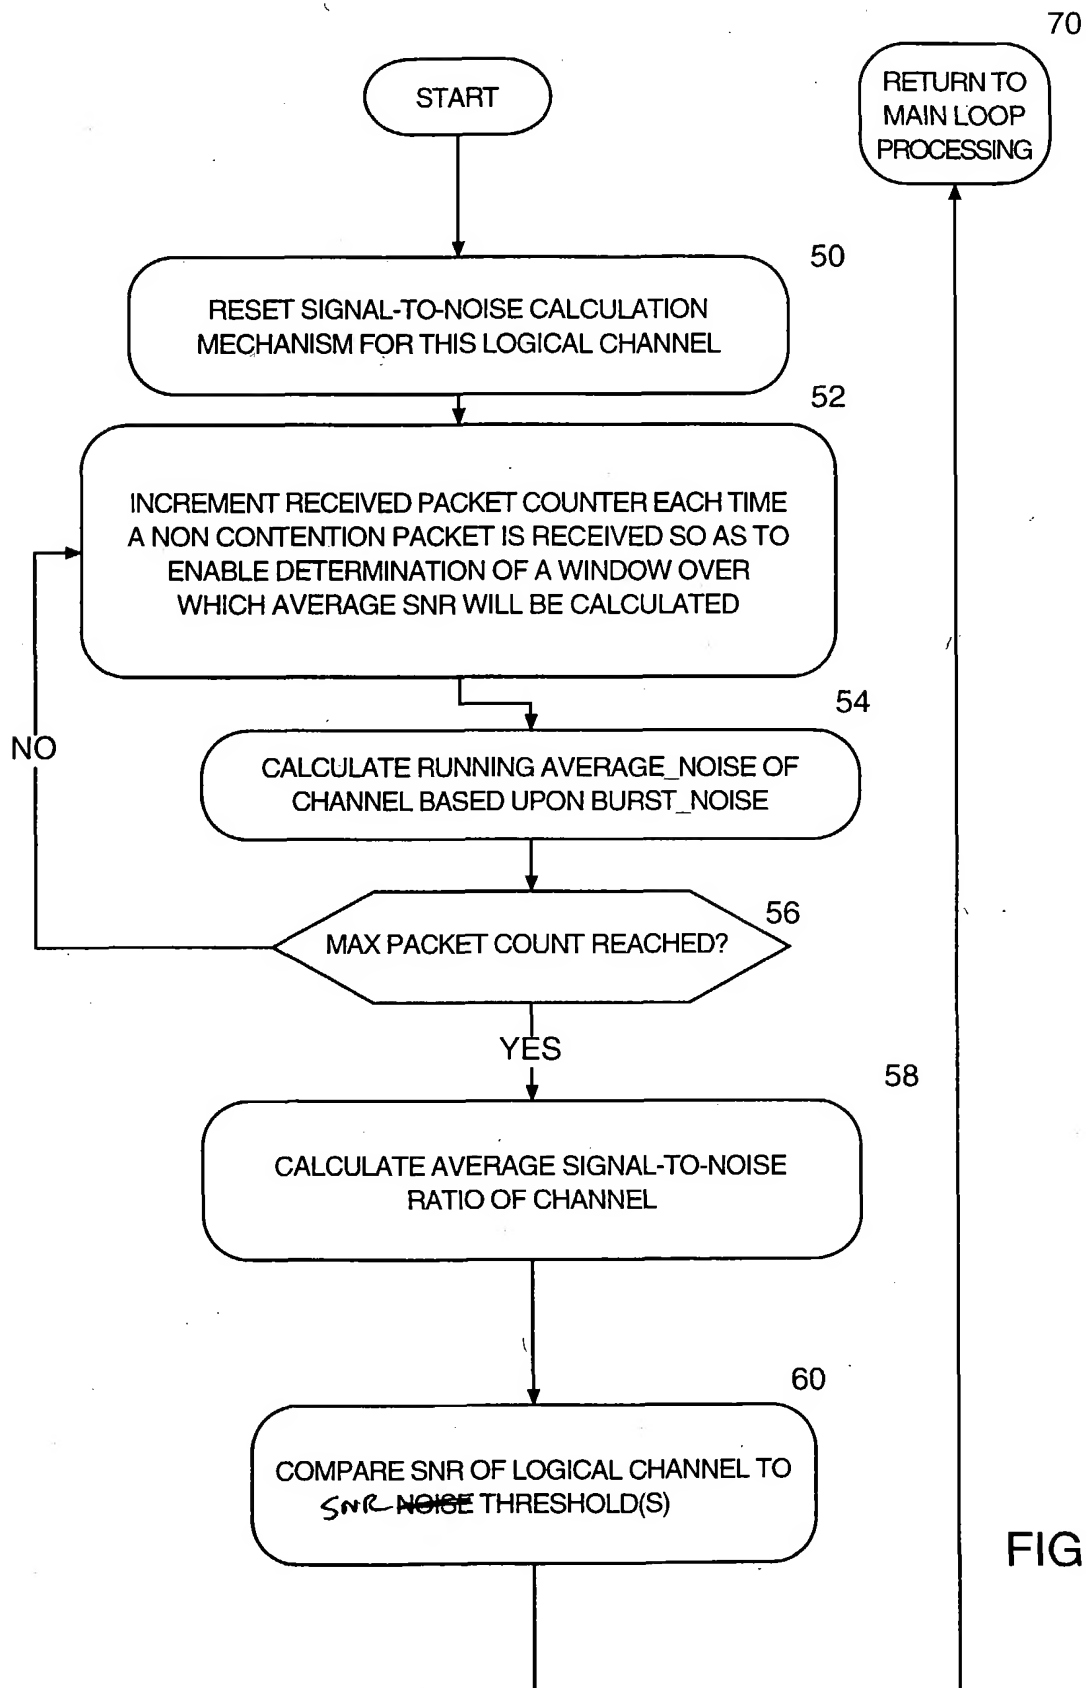 70
START
RETURN TO
MAIN LOOP
PROCESSING
50
RESET SIGNAL-TO-NOISE CALCULATION
MECHANISM FOR THIS LOGICAL CHANNEL
52
INCREMENT RECEIVED PACKET COUNTER EACH TIME
A NON CONTENTION PACKET IS RECEIVED SO AS TO
ENABLE DETERMINATION OF A WINDOW OVER
WHICH AVERAGE SNR WILL BE CALCULATED
54
NO
CALCULATE RUNNING AVERAGE_NOISE OF
CHANNEL BASED UPON BURST_NOISE
56
MAX PACKET COUNT REACHED?
YES
58
CALCULATE AVERAGE SIGNAL-TO-NOISE
RATIO OF CHANNEL
60
COMPARE SNR OF LOGICAL CHANNEL TO
SNR NOISE THRESHOLD(S)
FIG